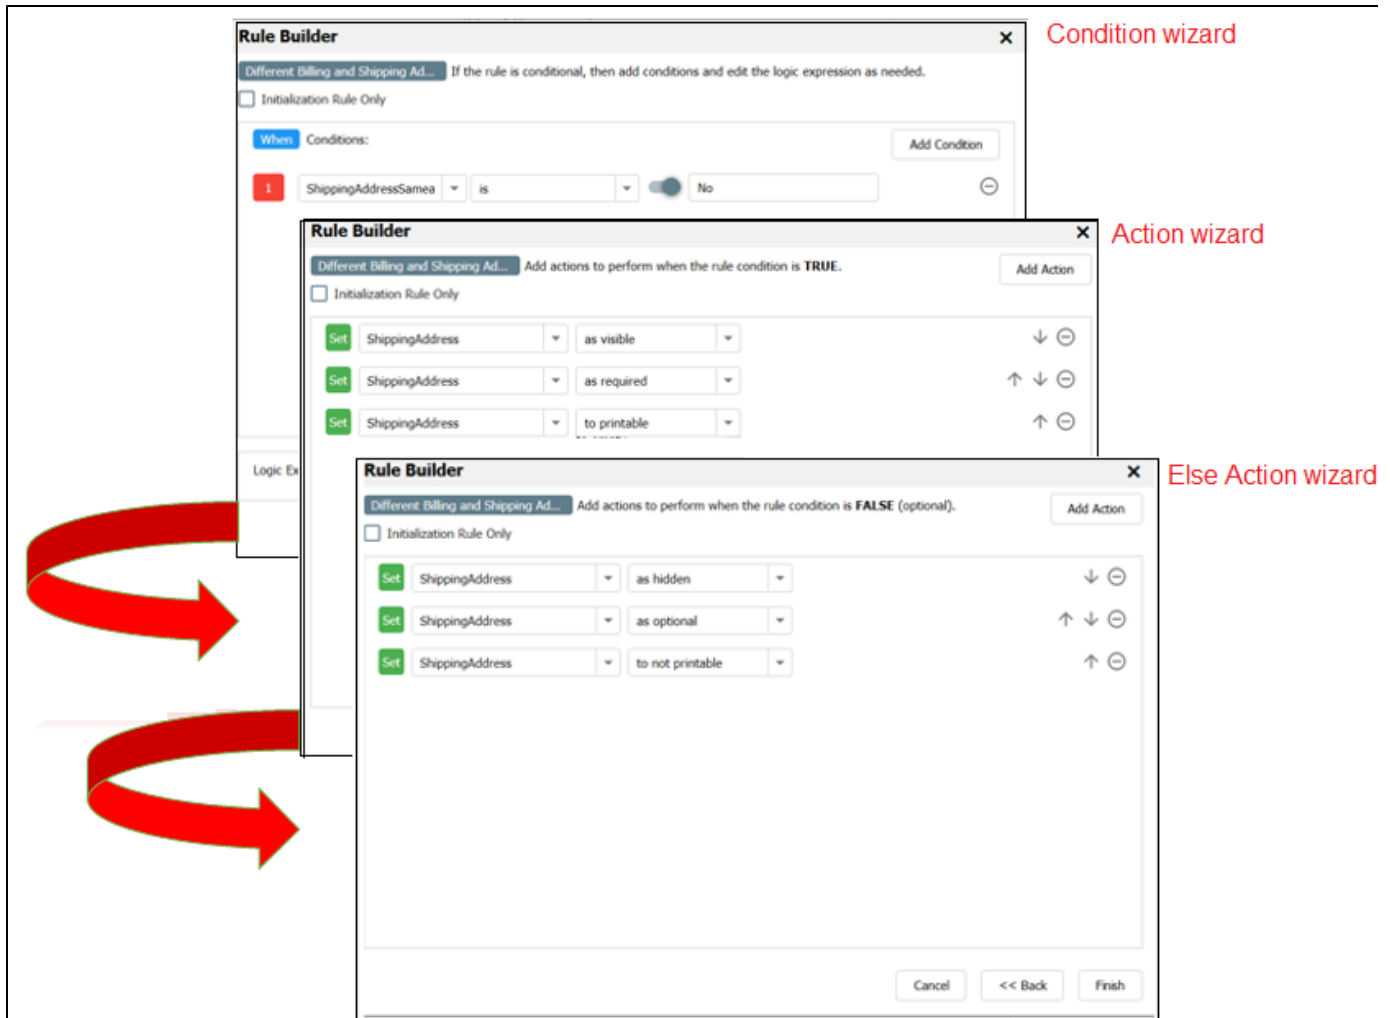 Rule Builder
Condition wizard
Different Billing and Shipping Ad... If the rule is conditional, then add conditions and edit the logic expression as needed.
Initialization Rule Only
When Conditions: Add Condition
1 ShippingAddressSamea is No
Rule Builder
Action wizard
Different Billing and Shipping Ad... Add actions to perform when the rule condition is TRUE. Add Action
Initialization Rule Only
Set ShippingAddress as visible
Set ShippingAddress as required
Set ShippingAddress to printable
Logic Ex
Rule Builder
Else Action wizard
Different Billing and Shipping Ad... Add actions to perform when the rule condition is FALSE (optional). Add Action
Initialization Rule Only
Set ShippingAddress as hidden
Set ShippingAddress as optional
Set ShippingAddress to not printable
Cancel << Back Finish